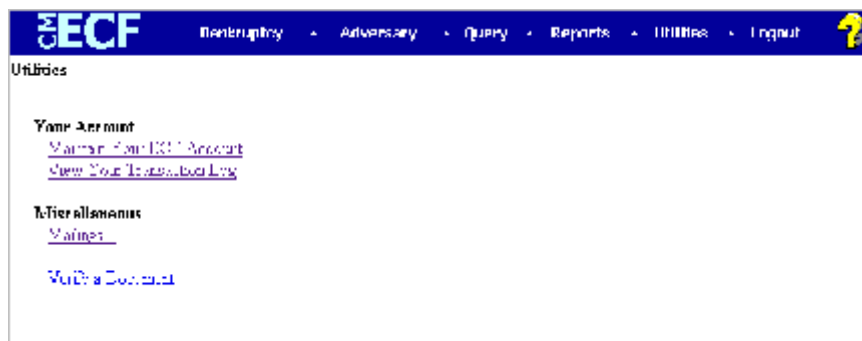 CM ECF Bankruptcy Adversary Query Reports Utilities Logout ?
Utilities
Your Account
Maintain Your ECF Account
View Your Transaction Log
Miscellaneous
Mailings...
Verify a Document